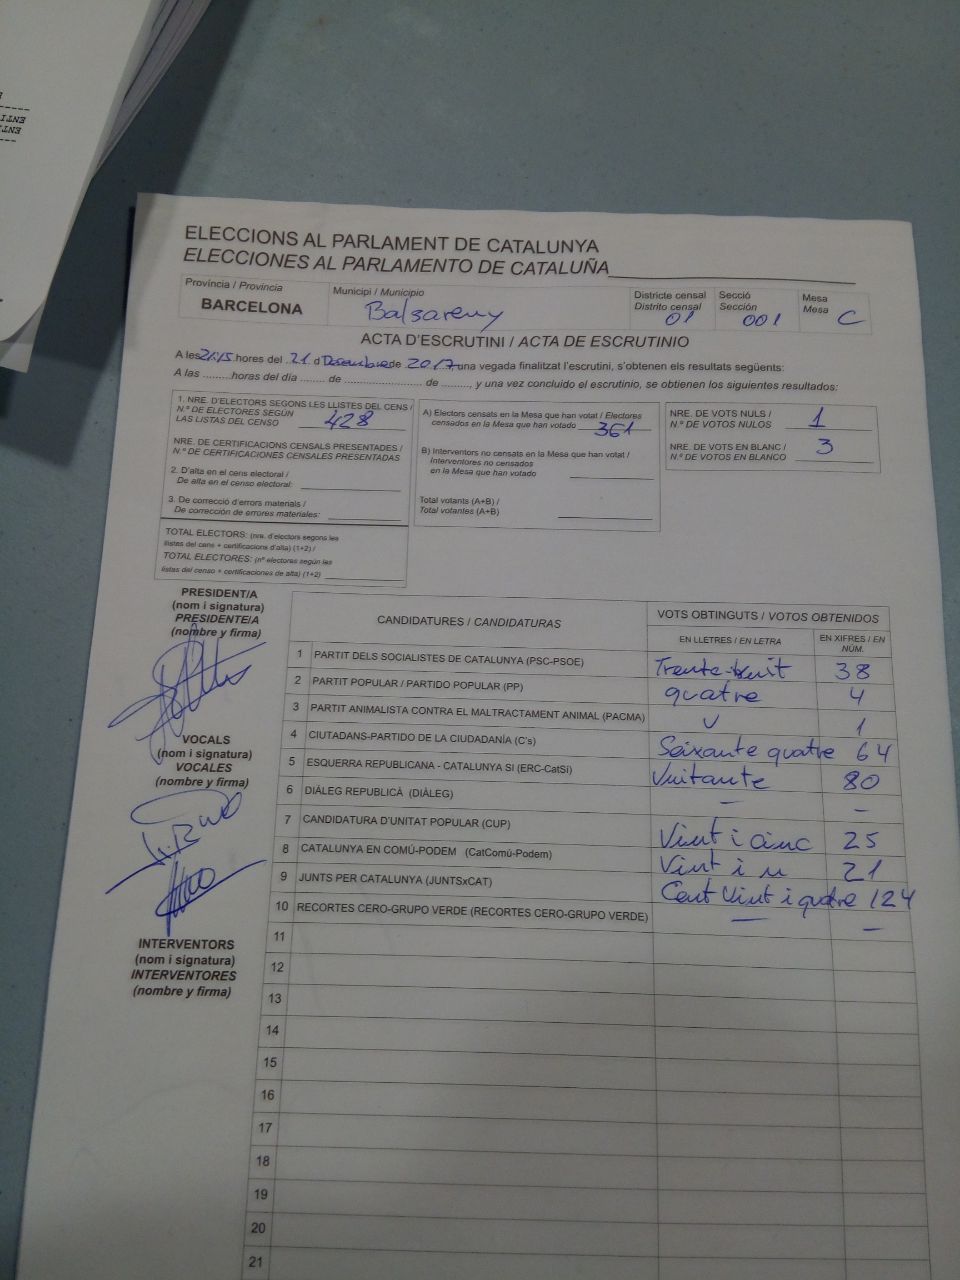 ELECCIONS AL PARLAMENT DE CATALUNYA
ELECCIONES AL PARLAMENTO DE CATALUÑA
Província / Provincia
BARCELONA
Municipi / Municipio
Balsareny
Districte censal
Distrito censal
01
Secció
Sección
001
Mesa
Mesa
C
ACTA D'ESCRUTINI / ACTA DE ESCRUTINIO
A les 21:15 hores del 21 d Desembre de 2017 una vegada finalitzat l'escrutini, s'obtenen els resultats següents:
A las .........horas del día ....... de ...................... de ........, y una vez concluido el escrutinio, se obtienen los siguientes resultados:
1. NRE. D'ELECTORS SEGONS LES LLISTES DEL CENS /
N.º DE ELECTORES SEGÚN
LAS LISTAS DEL CENSO 428
NRE. DE CERTIFICACIONS CENSALS PRESENTADES /
N.º DE CERTIFICACIONES CENSALES PRESENTADAS
2. D'alta en el cens electoral /
De alta en el censo electoral:
3. De correcció d'errors materials /
De corrección de errores materiales:
TOTAL ELECTORS: (nre. d'electors segons les
llistes del cens + certificacions d'alta) (1+2) /
TOTAL ELECTORES: (nº electores según las
listas del censo + certificaciones de alta) (1+2)
A) Electors censats en la Mesa que han votat / Electores
censados en la Mesa que han votado 361
B) Interventors no censats en la Mesa que han votat /
Interventores no censados
en la Mesa que han votado
Total votants (A+B) /
Total votantes (A+B)
NRE. DE VOTS NULS /
N.º DE VOTOS NULOS 1
NRE. DE VOTS EN BLANC /
N.º DE VOTOS EN BLANCO 3
PRESIDENT/A
(nom i signatura)
PRESIDENTE/A
(nombre y firma)
VOCALS
(nom i signatura)
VOCALES
(nombre y firma)
INTERVENTORS
(nom i signatura)
INTERVENTORES
(nombre y firma)
CANDIDATURES / CANDIDATURAS
VOTS OBTINGUTS / VOTOS OBTENIDOS
EN LLETRES / EN LETRA
EN XIFRES / EN
NÚM.
1 PARTIT DELS SOCIALISTES DE CATALUNYA (PSC-PSOE) Trenta-buit 38
2 PARTIT POPULAR / PARTIDO POPULAR (PP) quatre 4
3 PARTIT ANIMALISTA CONTRA EL MALTRACTAMENT ANIMAL (PACMA) U 1
4 CIUTADANS-PARTIDO DE LA CIUDADANÍA (C's) Seixante quatre 64
5 ESQUERRA REPUBLICANA - CATALUNYA SI (ERC-CatSí) Vuitante 80
6 DIÀLEG REPUBLICÀ (DIÀLEG) — —
7 CANDIDATURA D'UNITAT POPULAR (CUP) Vint i cinc 25
8 CATALUNYA EN COMÚ-PODEM (CatComú-Podem) Vint i u 21
9 JUNTS PER CATALUNYA (JUNTSxCAT) Cent Vint i quatre 124
10 RECORTES CERO-GRUPO VERDE (RECORTES CERO-GRUPO VERDE) — —
11
12
13
14
15
16
17
18
19
20
21